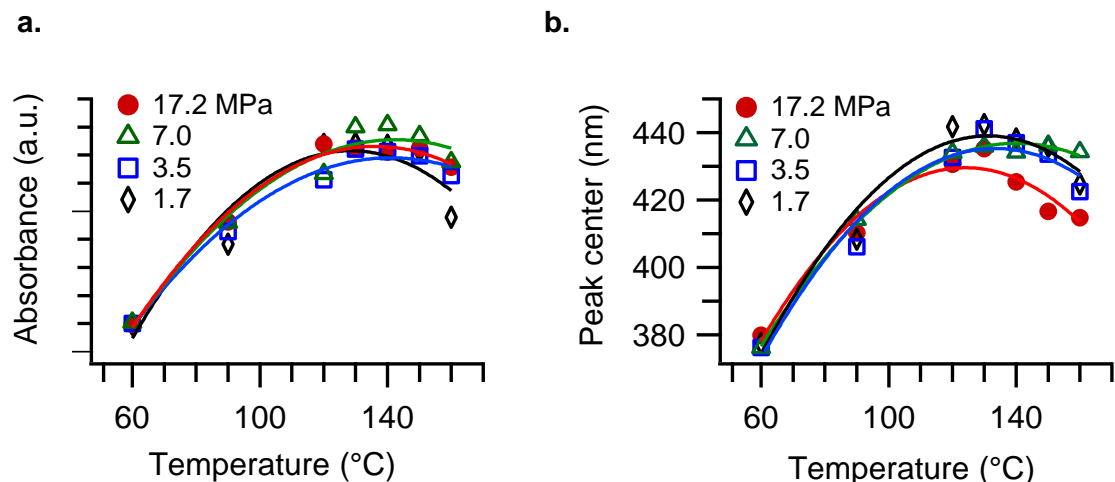 a.
Absorbance (a.u.)
17.2 MPa
7.0
3.5
1.7
60
100
140
Temperature (°C)
b.
Peak center (nm)
440
420
400
380
17.2 MPa
7.0
3.5
1.7
60
100
140
Temperature (°C)